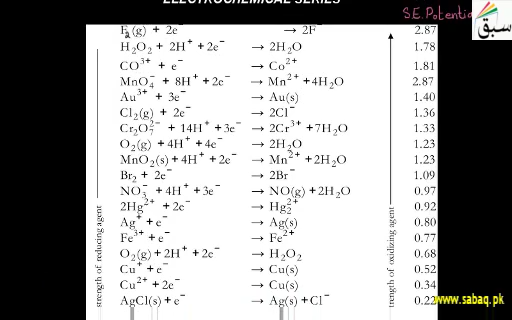 ELECTROCHEMICAL SERIES
S.E.Potential
سبق
F₂(g) + 2e⁻ → 2F⁻ 2.87
H₂O₂ + 2H⁺ + 2e⁻ → 2H₂O 1.78
CO³⁺ + e⁻ → Co²⁺ 1.81
MnO₄⁻ + 8H⁺ + 2e⁻ → Mn²⁺ + 4H₂O 2.87
Au³⁺ + 3e⁻ → Au(s) 1.40
Cl₂(g) + 2e⁻ → 2Cl⁻ 1.36
Cr₂O₇²⁻ + 14H⁺ + 3e⁻ → 2Cr³⁺ + 7H₂O 1.33
O₂(g) + 4H⁺ + 4e⁻ → 2H₂O 1.23
MnO₂(s) + 4H⁺ + 2e⁻ → Mn²⁺ + 2H₂O 1.23
Br₂ + 2e⁻ → 2Br⁻ 1.09
NO₃⁻ + 4H⁺ + 3e⁻ → NO(g) + 2H₂O 0.97
2Hg²⁺ + 2e⁻ → Hg₂²⁺ 0.92
Ag⁺ + e⁻ → Ag(s) 0.80
Fe³⁺ + e⁻ → Fe²⁺ 0.77
O₂(g) + 2H⁺ + 2e⁻ → H₂O₂ 0.68
Cu⁺ + e⁻ → Cu(s) 0.52
Cu²⁺ + 2e⁻ → Cu(s) 0.34
AgCl(s) + e⁻ → Ag(s) + Cl⁻ 0.22
strength of reducing agent
trength of oxidizing agent
www.sabaq.pk